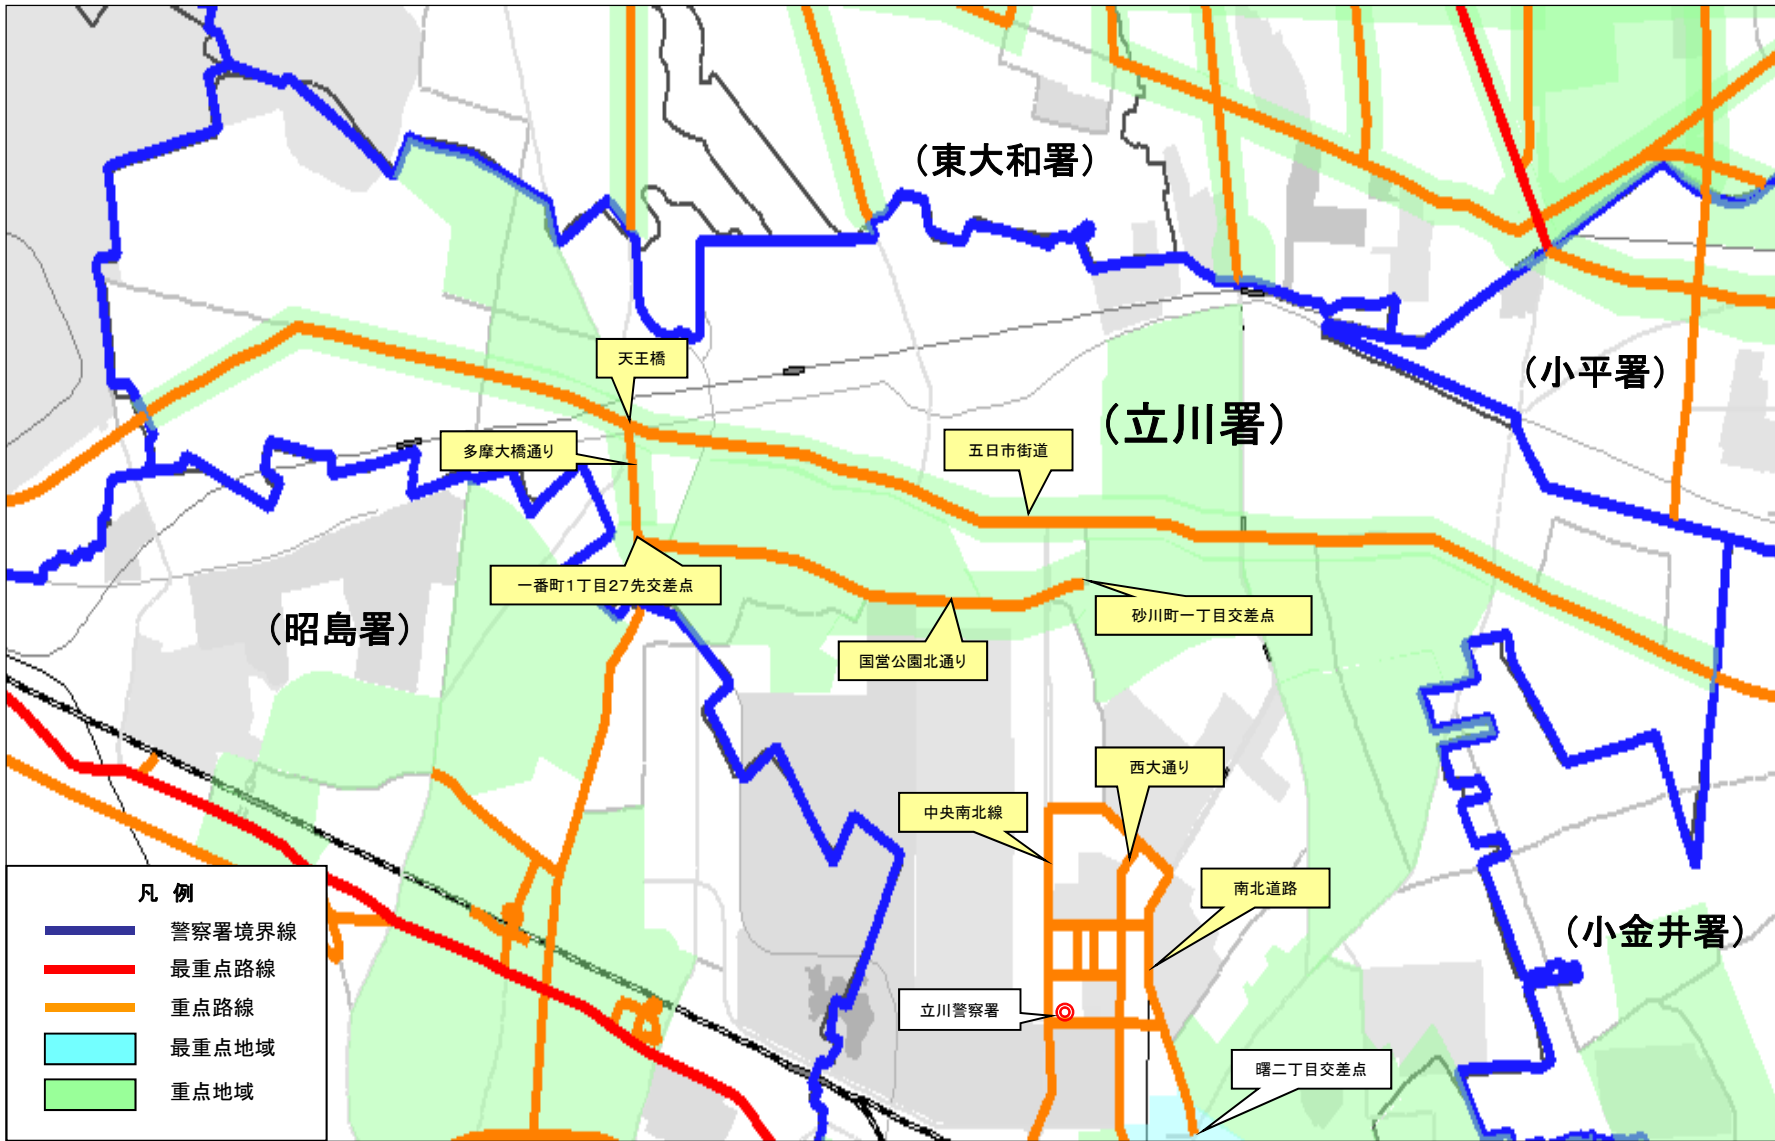 （東大和署）
天王橋
（小平署）
（立川署）
多摩大橋通り
五日市街道
一番町1丁目27先交差点
砂川町一丁目交差点
（昭島署）
国営公園北通り
西大通り
中央南北線
南北道路
凡 例
警察署境界線
最重点路線
重点路線
最重点地域
重点地域
（小金井署）
立川警察署
曙二丁目交差点